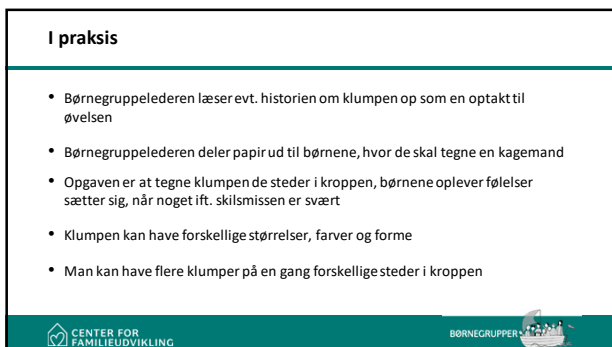 I praksis
• Børnegruppelederen læser evt. historien om klumpen op som en optakt til
øvelsen
• Børnegruppelederen deler papir ud til børnene, hvor de skal tegne en kagemand
• Opgaven er at tegne klumpen de steder i kroppen, børnene oplever følelser
sætter sig, når noget ift. skilsmissen er svært
• Klumpen kan have forskellige størrelser, farver og forme
• Man kan have flere klumper på en gang forskellige steder i kroppen
CENTER FOR
FAMILIEUDVIKLING
BØRNEGRUPPER